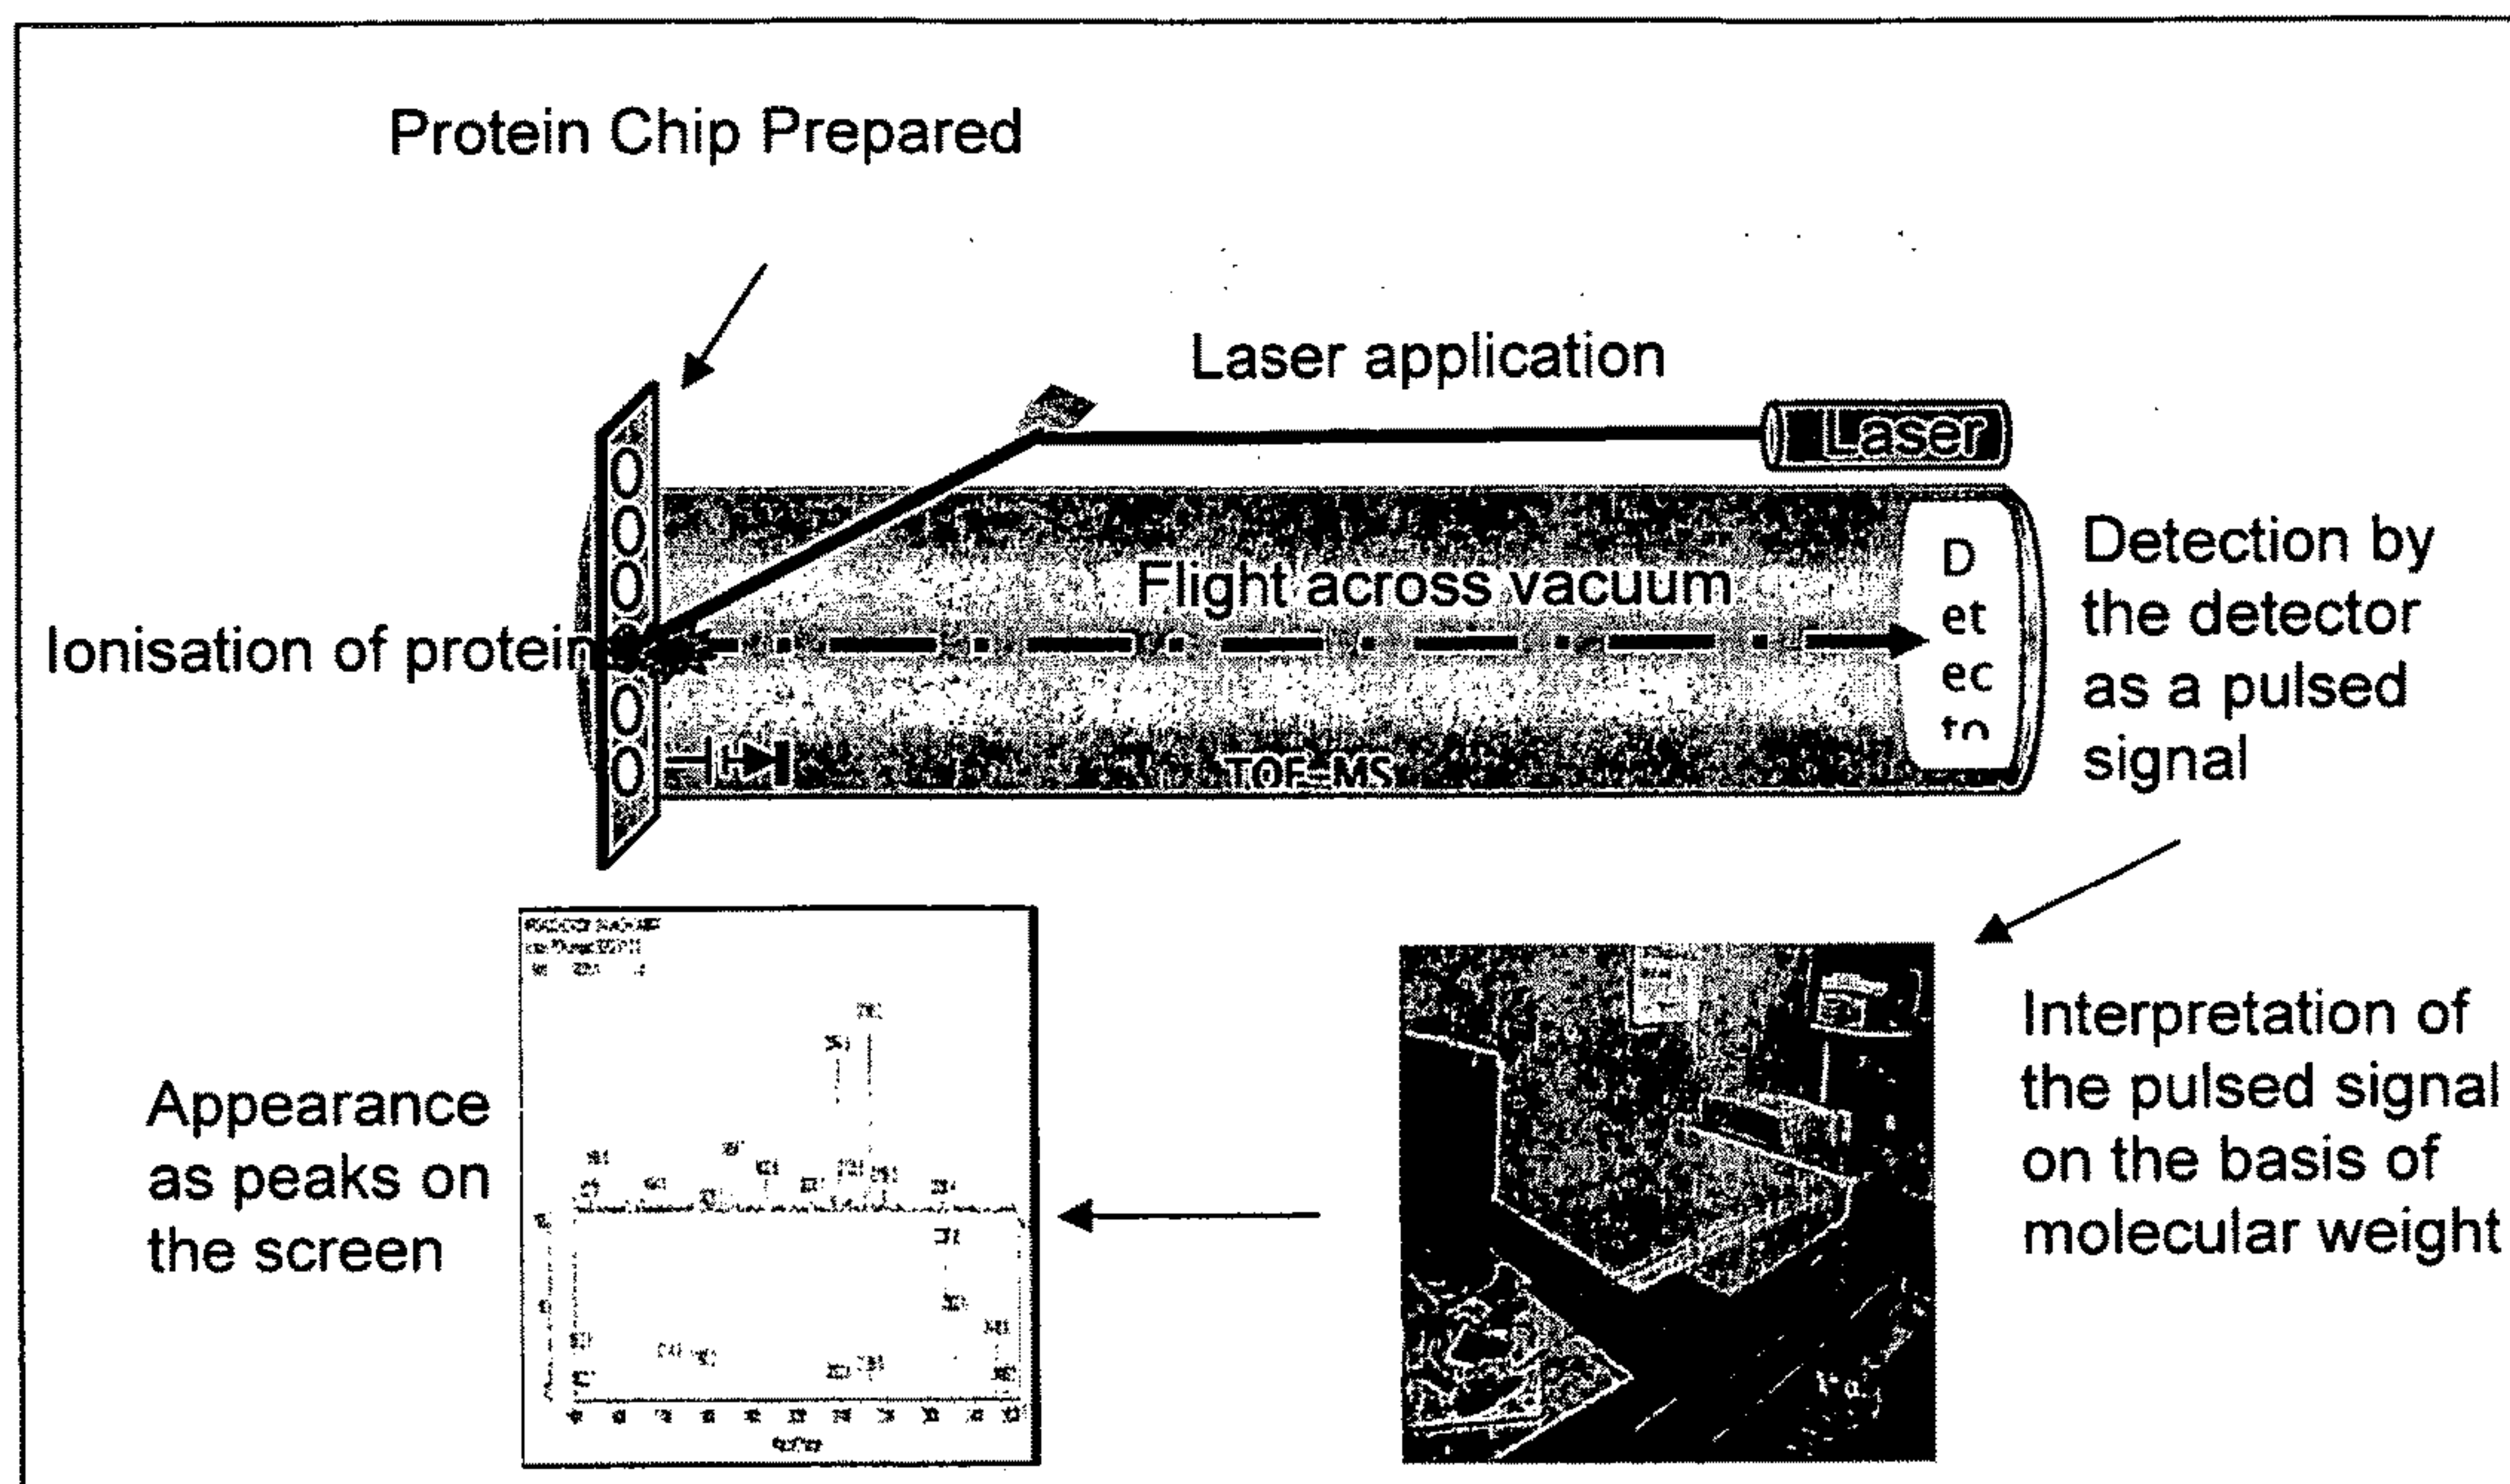 Protein Chip Prepared
Laser application
Laser
Flight across vacuum
Ionisation of protein
D
et
ec
to
TOF-MS
Detection by
the detector
as a pulsed
signal
Interpretation of
the pulsed signal
on the basis of
molecular weight
Appearance
as peaks on
the screen